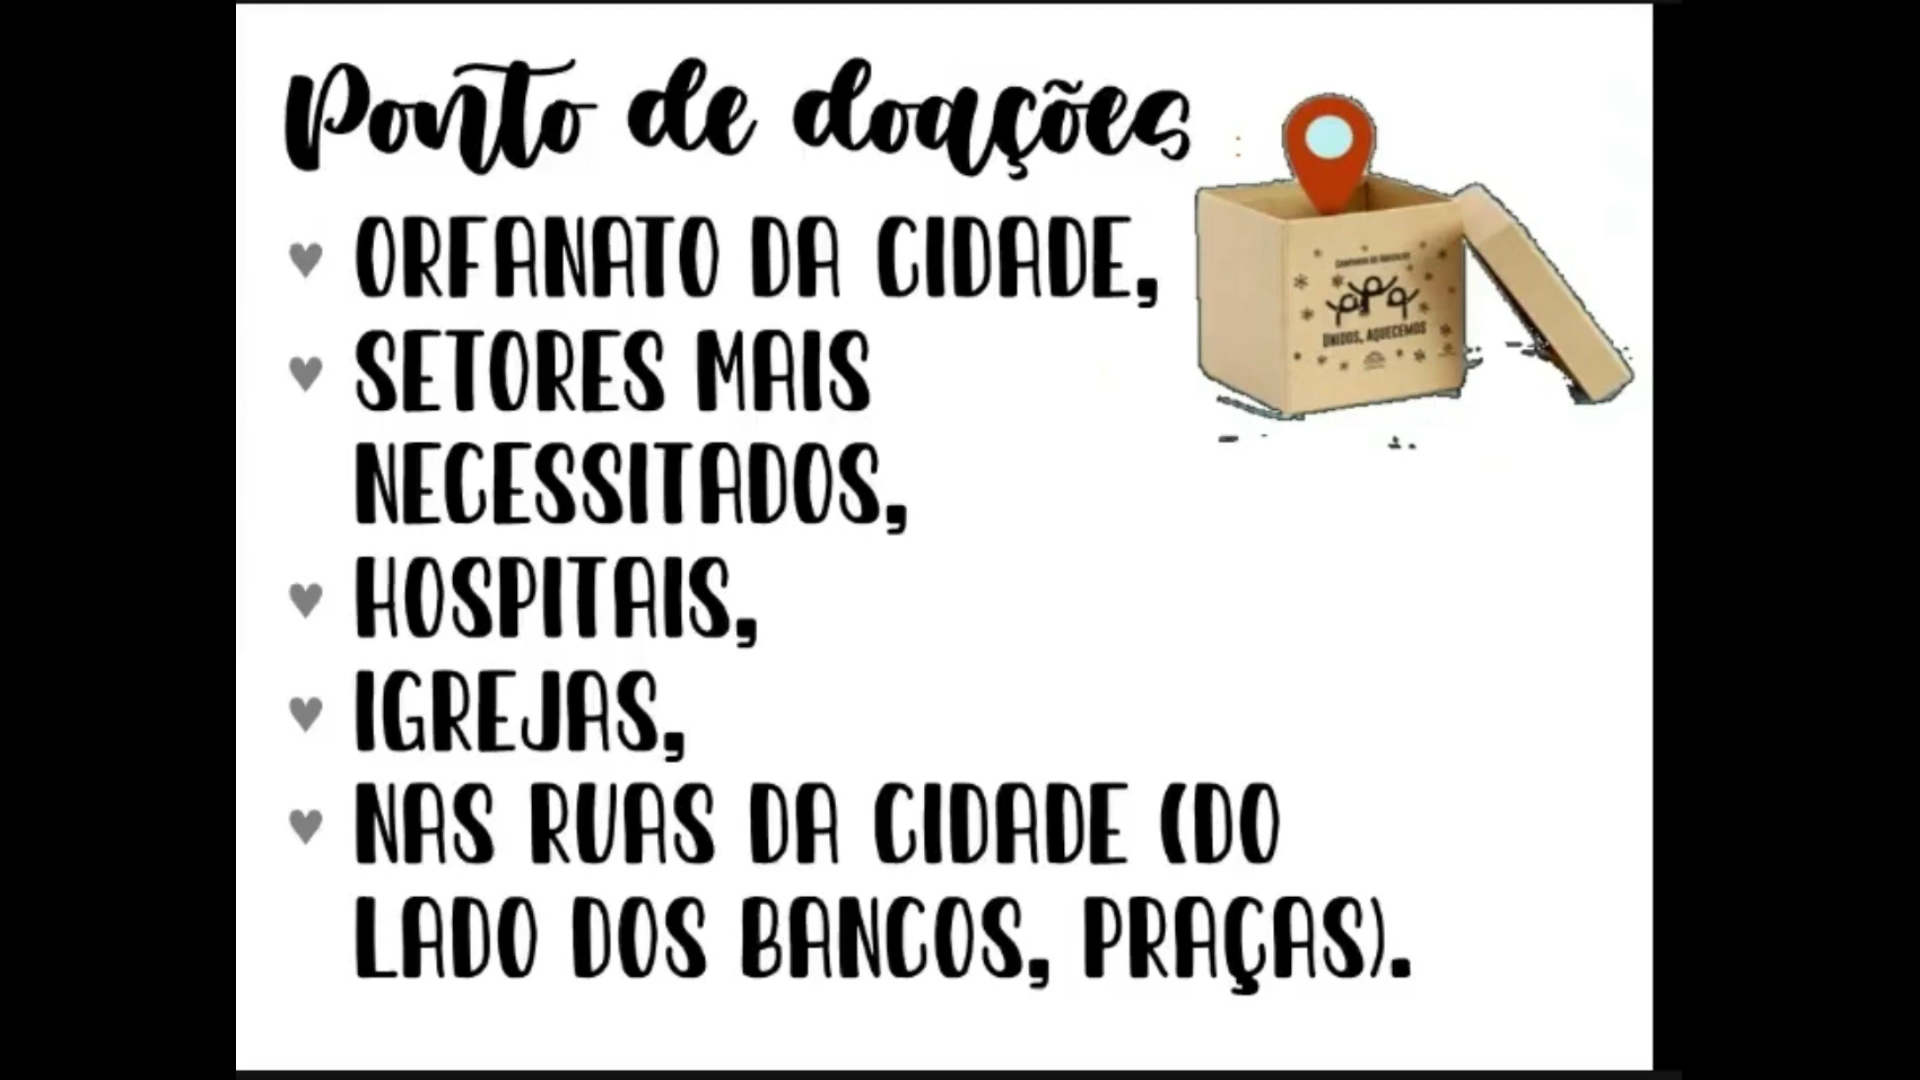 Ponto de doações
ORFANATO DA CIDADE,
SETORES MAIS
NECESSITADOS,
HOSPITAIS,
IGREJAS,
NAS RUAS DA CIDADE (DO
LADO DOS BANCOS, PRAÇAS).
UNIDOS, AQUECEMOS